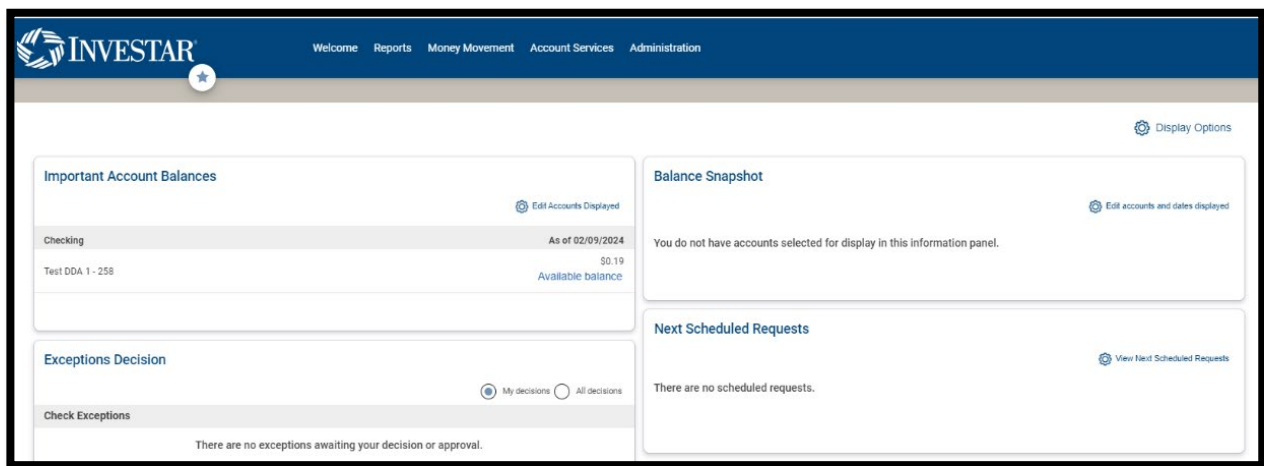 INVESTAR
Welcome Reports Money Movement Account Services Administration
Display Options
Important Account Balances
Edit Accounts Displayed
Checking As of 02/09/2024
Test DDA 1 - 258 $0.19
Available balance
Exceptions Decision
My decisions All decisions
Check Exceptions
There are no exceptions awaiting your decision or approval.
Balance Snapshot
Edit accounts and dates displayed
You do not have accounts selected for display in this information panel.
Next Scheduled Requests
View Next Scheduled Requests
There are no scheduled requests.